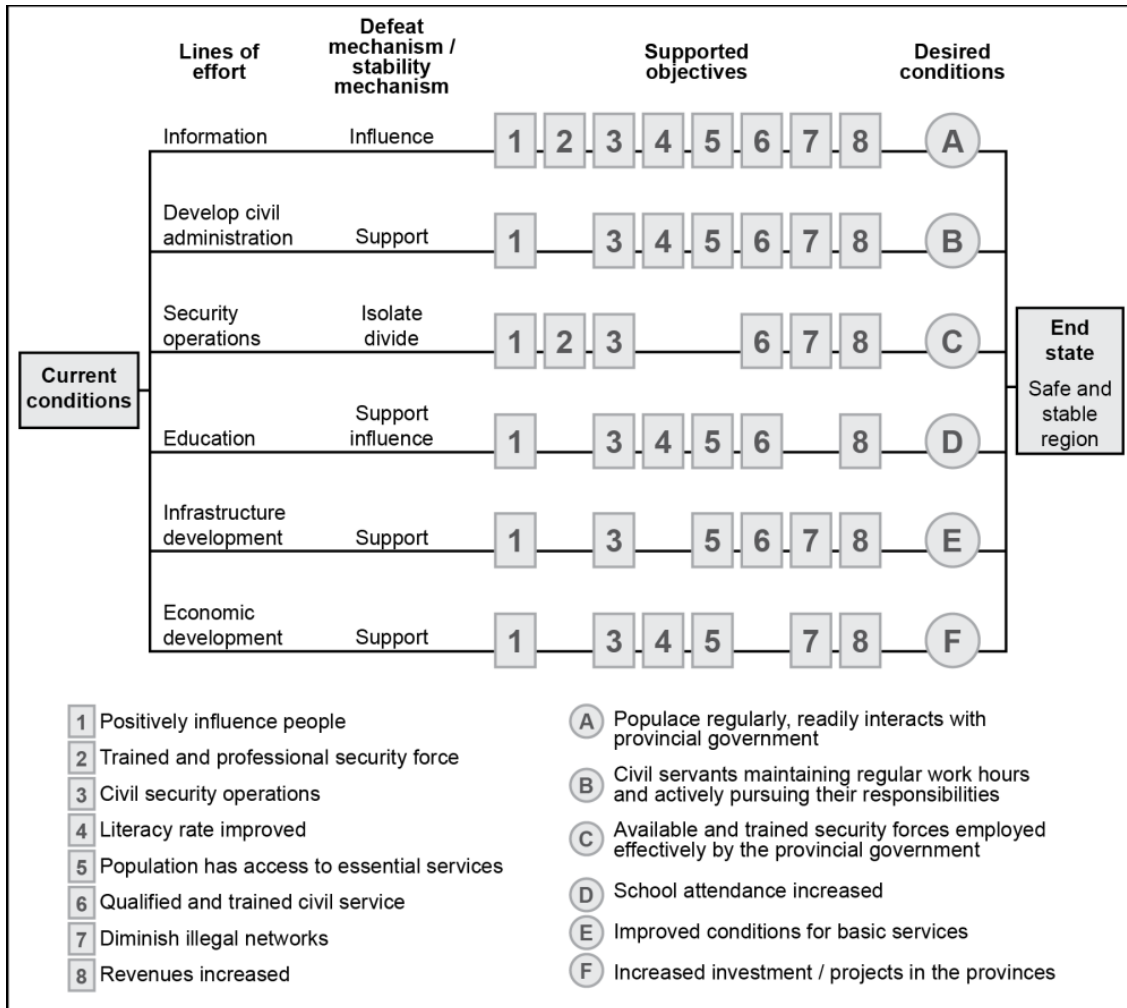 Lines of
effort
Defeat
mechanism /
stability
mechanism
Supported
objectives
Desired
conditions
Information
Influence
1 2 3 4 5 6 7 8 A
Develop civil
administration
Support
1 3 4 5 6 7 8 B
Security
operations
Isolate
divide
1 2 3 6 7 8 C
Current
conditions
End
state
Safe and
stable
region
Education
Support
influence
1 3 4 5 6 8 D
Infrastructure
development
Support
1 3 5 6 7 8 E
Economic
development
Support
1 3 4 5 7 8 F
1 Positively influence people
2 Trained and professional security force
3 Civil security operations
4 Literacy rate improved
5 Population has access to essential services
6 Qualified and trained civil service
7 Diminish illegal networks
8 Revenues increased
A Populace regularly, readily interacts with
provincial government
B Civil servants maintaining regular work hours
and actively pursuing their responsibilities
C Available and trained security forces employed
effectively by the provincial government
D School attendance increased
E Improved conditions for basic services
F Increased investment / projects in the provinces